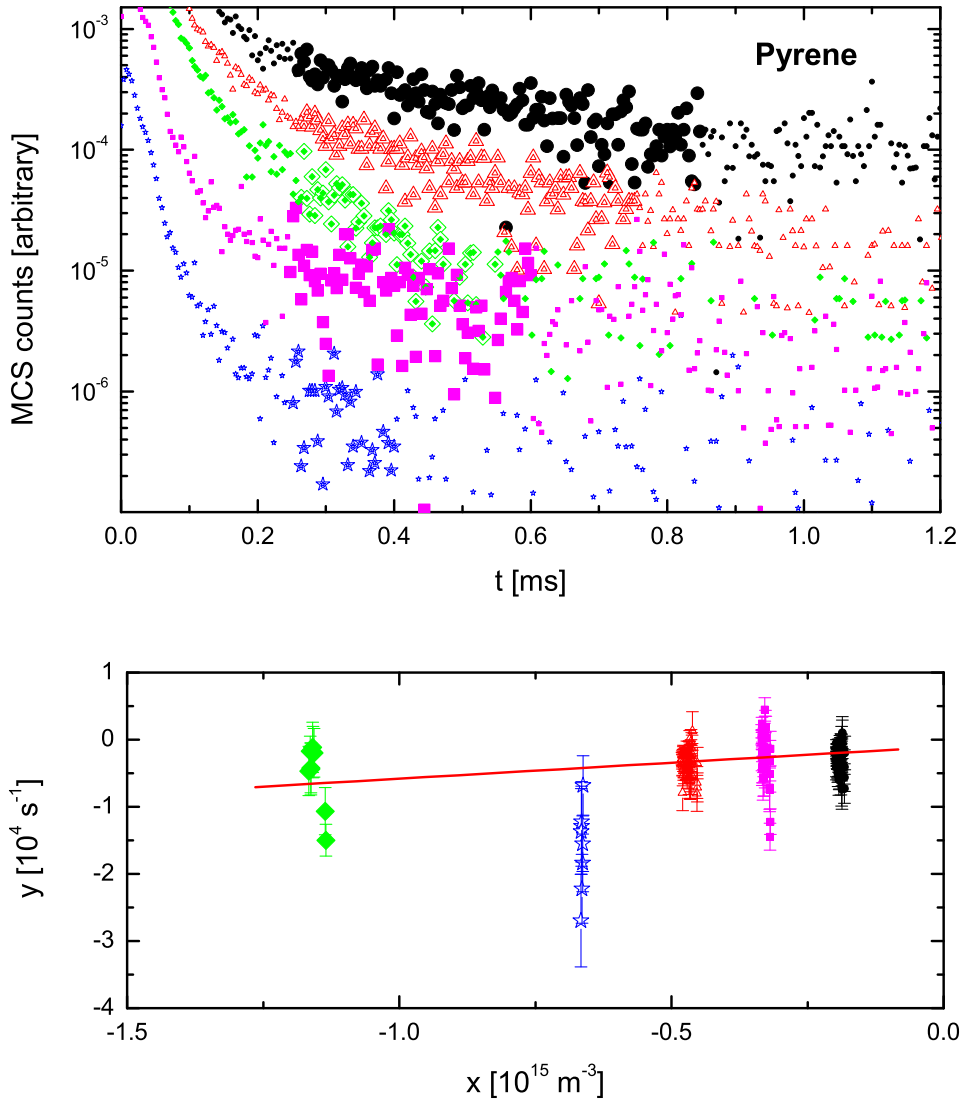 Pyrene
MCS counts [arbitrary]
10⁻³
10⁻⁴
10⁻⁵
10⁻⁶
0.0 0.2 0.4 0.6 0.8 1.0 1.2
t [ms]
y [10⁴ s⁻¹]
1
0
-1
-2
-3
-4
-1.5 -1.0 -0.5 0.0
x [10¹⁵ m⁻³]